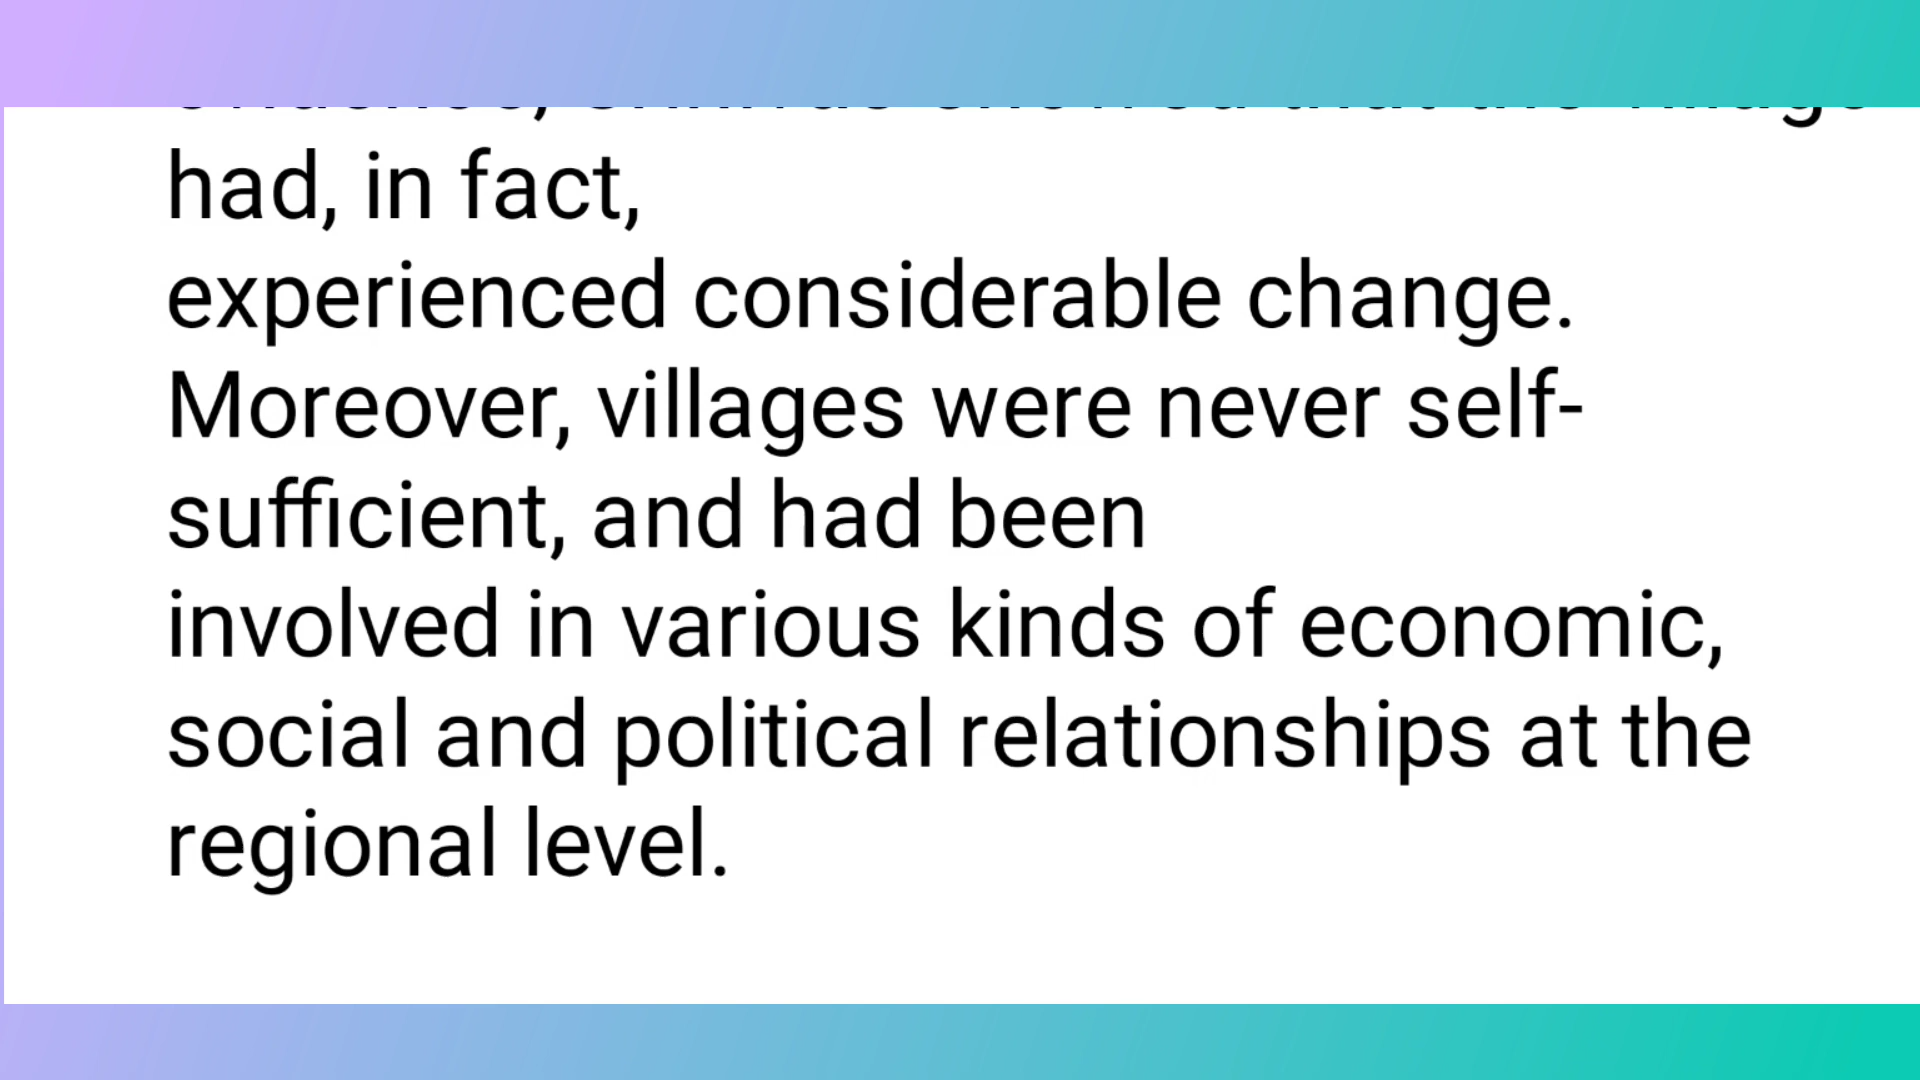 had, in fact,
experienced considerable change.
Moreover, villages were never self-
sufficient, and had been
involved in various kinds of economic,
social and political relationships at the
regional level.